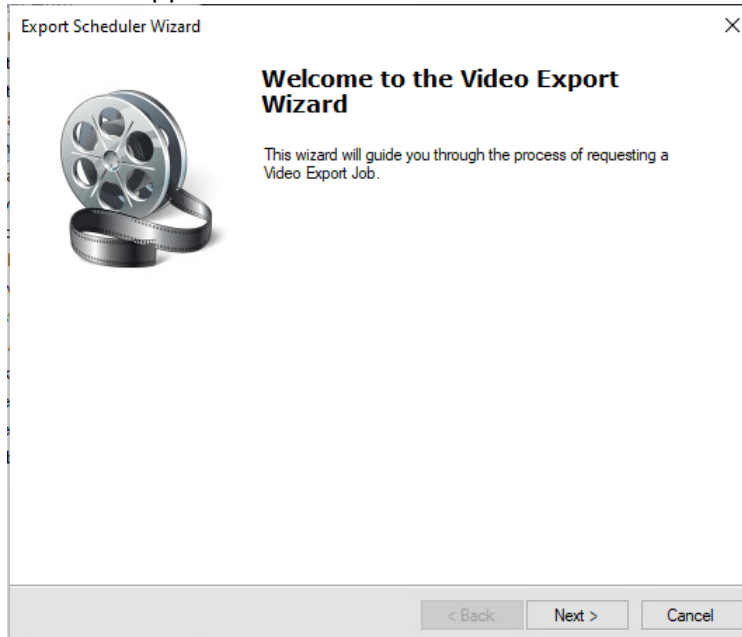 Export Scheduler Wizard
Welcome to the Video Export
Wizard
This wizard will guide you through the process of requesting a
Video Export Job.
< Back Next > Cancel